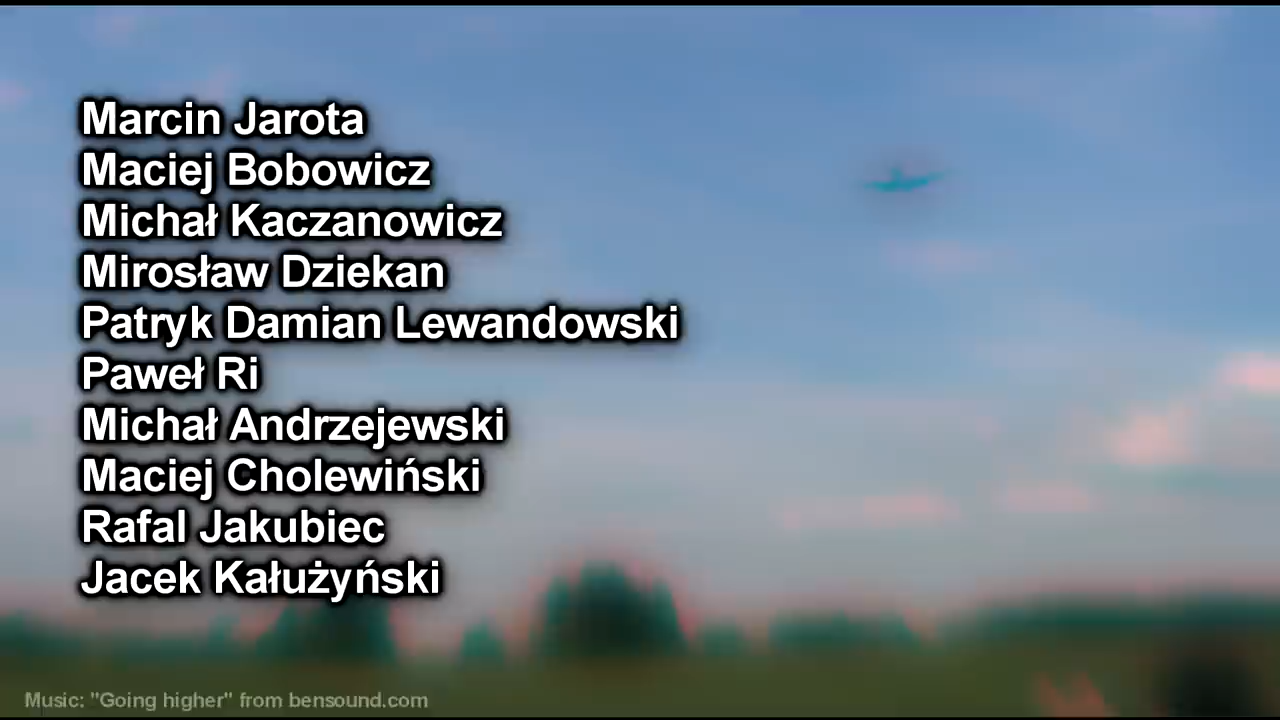 Marcin Jarota
Maciej Bobowicz
Michał Kaczanowicz
Mirosław Dziekan
Patryk Damian Lewandowski
Paweł Ri
Michał Andrzejewski
Maciej Cholewiński
Rafal Jakubiec
Jacek Kałużyński
Music: "Going higher" from bensound.com